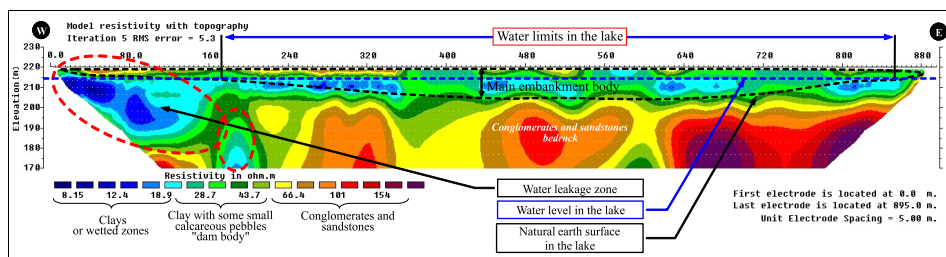 W
Model resistivity with topography
Iteration 5 RMS error = 5.3
Water limits in the lake
E
Elevation(m)
230
220
210
200
190
180
170
0.0 80 160 240 320 400 480 560 640 720 800 880
Main embankment body
Conglomerates and sandstones
bedrock
Resistivity in ohm.m
8.15 12.4 18.9 28.7 43.7 66.4 101 154
Clays
or wetted zones
Clay with some small
calcareous pebbles
"dam body"
Conglomerates and
sandstones
Water leakage zone
Water level in the lake
Natural earth surface
in the lake
First electrode is located at 0.0 m.
Last electrode is located at 895.0 m.
Unit Electrode Spacing = 5.00 m.